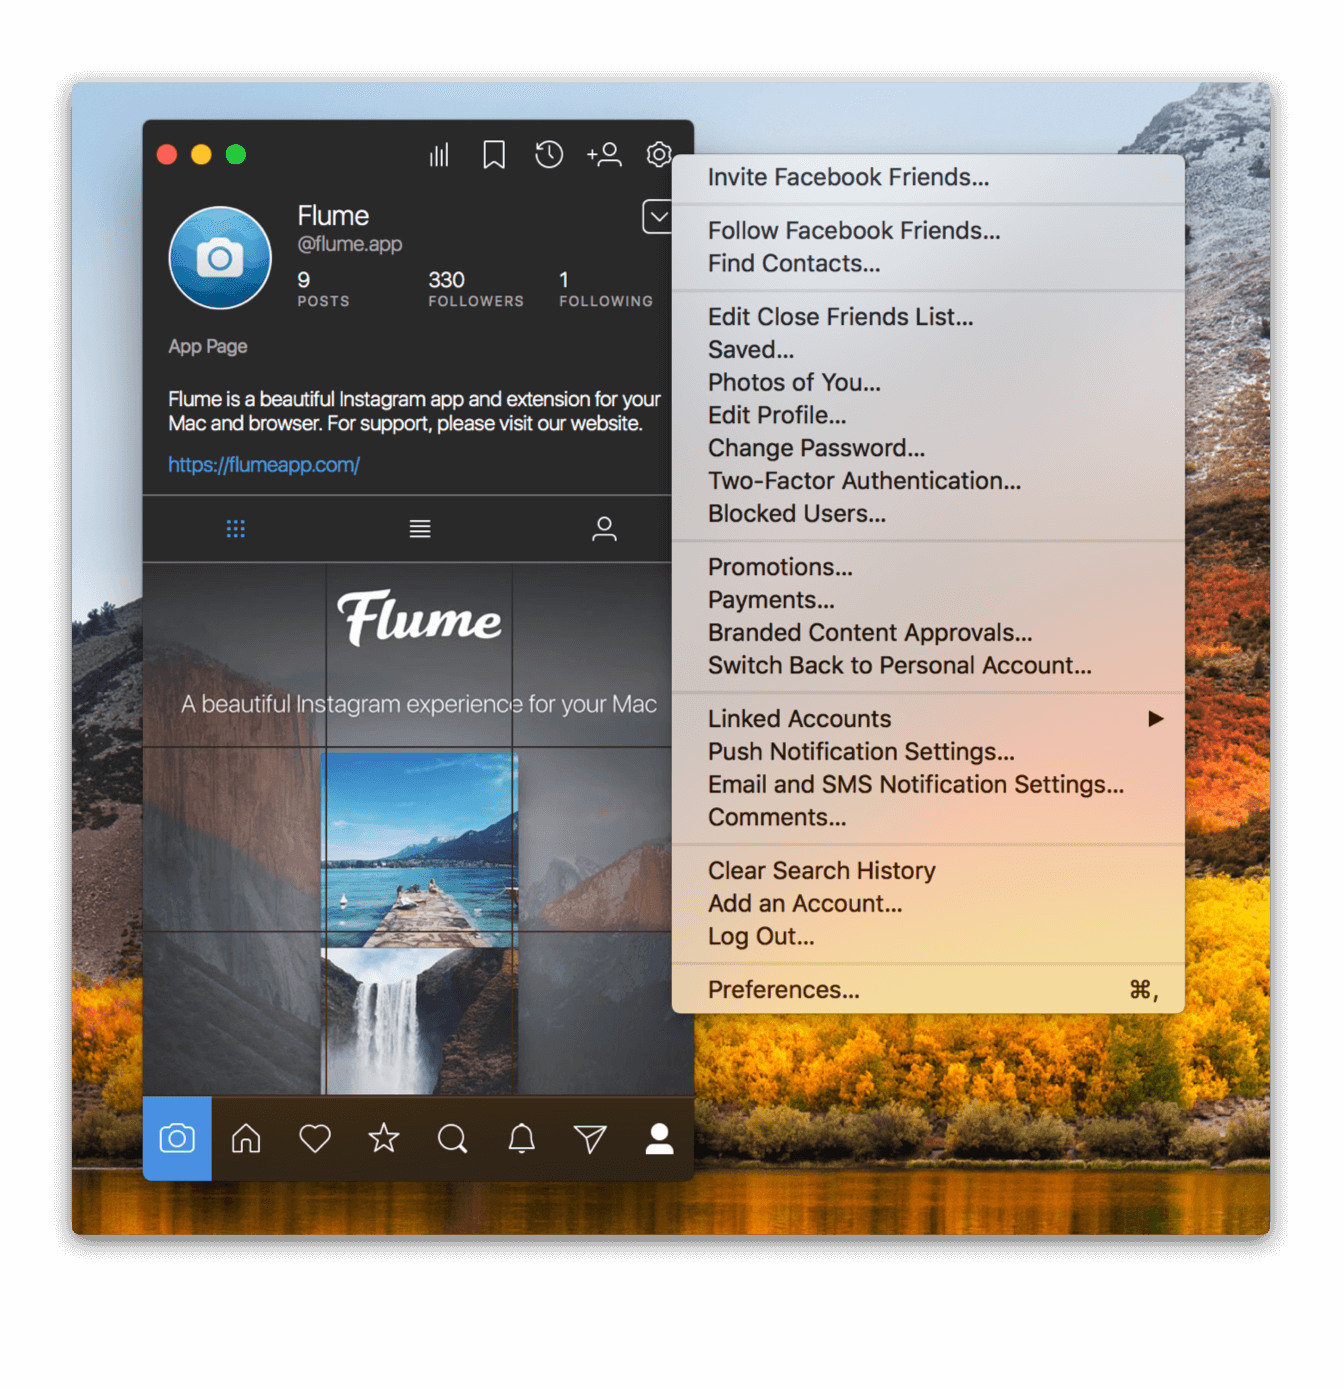 Flume
@flume.app
9 330 1
POSTS FOLLOWERS FOLLOWING
App Page
Flume is a beautiful Instagram app and extension for your
Mac and browser. For support, please visit our website.
https://flumeapp.com/
Flume
A beautiful Instagram experience for your Mac
Invite Facebook Friends...
Follow Facebook Friends...
Find Contacts...
Edit Close Friends List...
Saved...
Photos of You...
Edit Profile...
Change Password...
Two-Factor Authentication...
Blocked Users...
Promotions...
Payments...
Branded Content Approvals...
Switch Back to Personal Account...
Linked Accounts
Push Notification Settings...
Email and SMS Notification Settings...
Comments...
Clear Search History
Add an Account...
Log Out...
Preferences... ⌘,